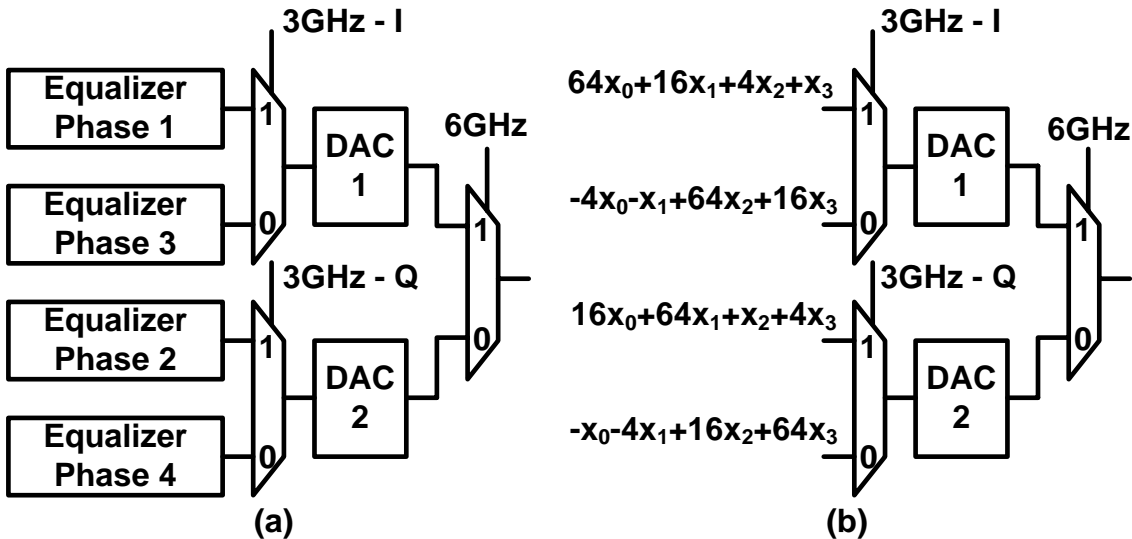 3GHz - I
Equalizer
Phase 1
1
DAC
1
6GHz
Equalizer
Phase 3
0
1
3GHz - Q
Equalizer
Phase 2
1
0
DAC
2
Equalizer
Phase 4
0
(a)
3GHz - I
64x₀+16x₁+4x₂+x₃
1
DAC
1
6GHz
-4x₀-x₁+64x₂+16x₃
0
1
3GHz - Q
16x₀+64x₁+x₂+4x₃
1
0
DAC
2
-x₀-4x₁+16x₂+64x₃
0
(b)